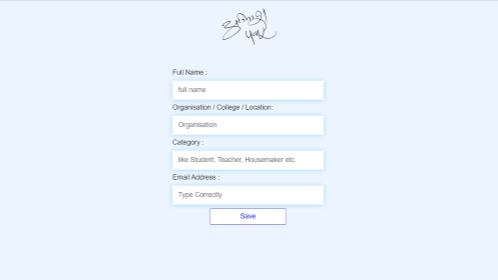 Full Name :
full name
Organisation / College / Location:
Organisation
Category :
like Student, Teacher, Housemaker etc.
Email Address :
Type Correctly
Save